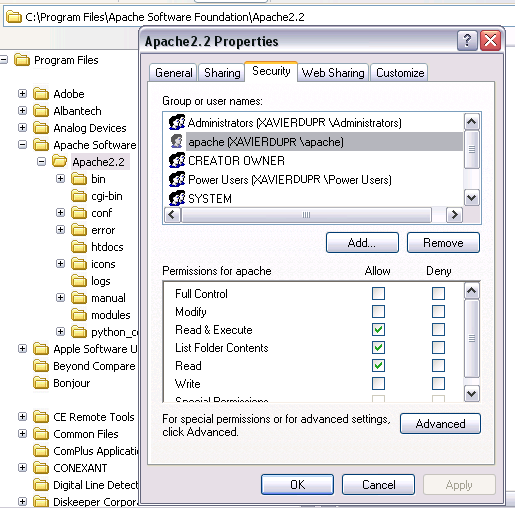 C:\Program Files\Apache Software Foundation\Apache2.2
Program Files
Adobe
Albantech
Analog Devices
Apache Software
Apache2.2
bin
cgi-bin
conf
error
htdocs
icons
logs
manual
modules
python_co
Apple Software U
Beyond Compare
Bonjour
CE Remote Tools
Common Files
ComPlus Applicatio
CONEXANT
Digital Line Detect
Diskeeper Corpora
Apache2.2 Properties
General
Sharing
Security
Web Sharing
Customize
Group or user names:
Administrators (XAVIERDUPR \Administrators)
apache (XAVIERDUPR \apache)
CREATOR OWNER
Power Users (XAVIERDUPR \Power Users)
SYSTEM
Add...
Remove
Permissions for apache Allow Deny
Full Control
Modify
Read & Execute
List Folder Contents
Read
Write
Special Permissions
For special permissions or for advanced settings,
click Advanced.
Advanced
OK
Cancel
Apply